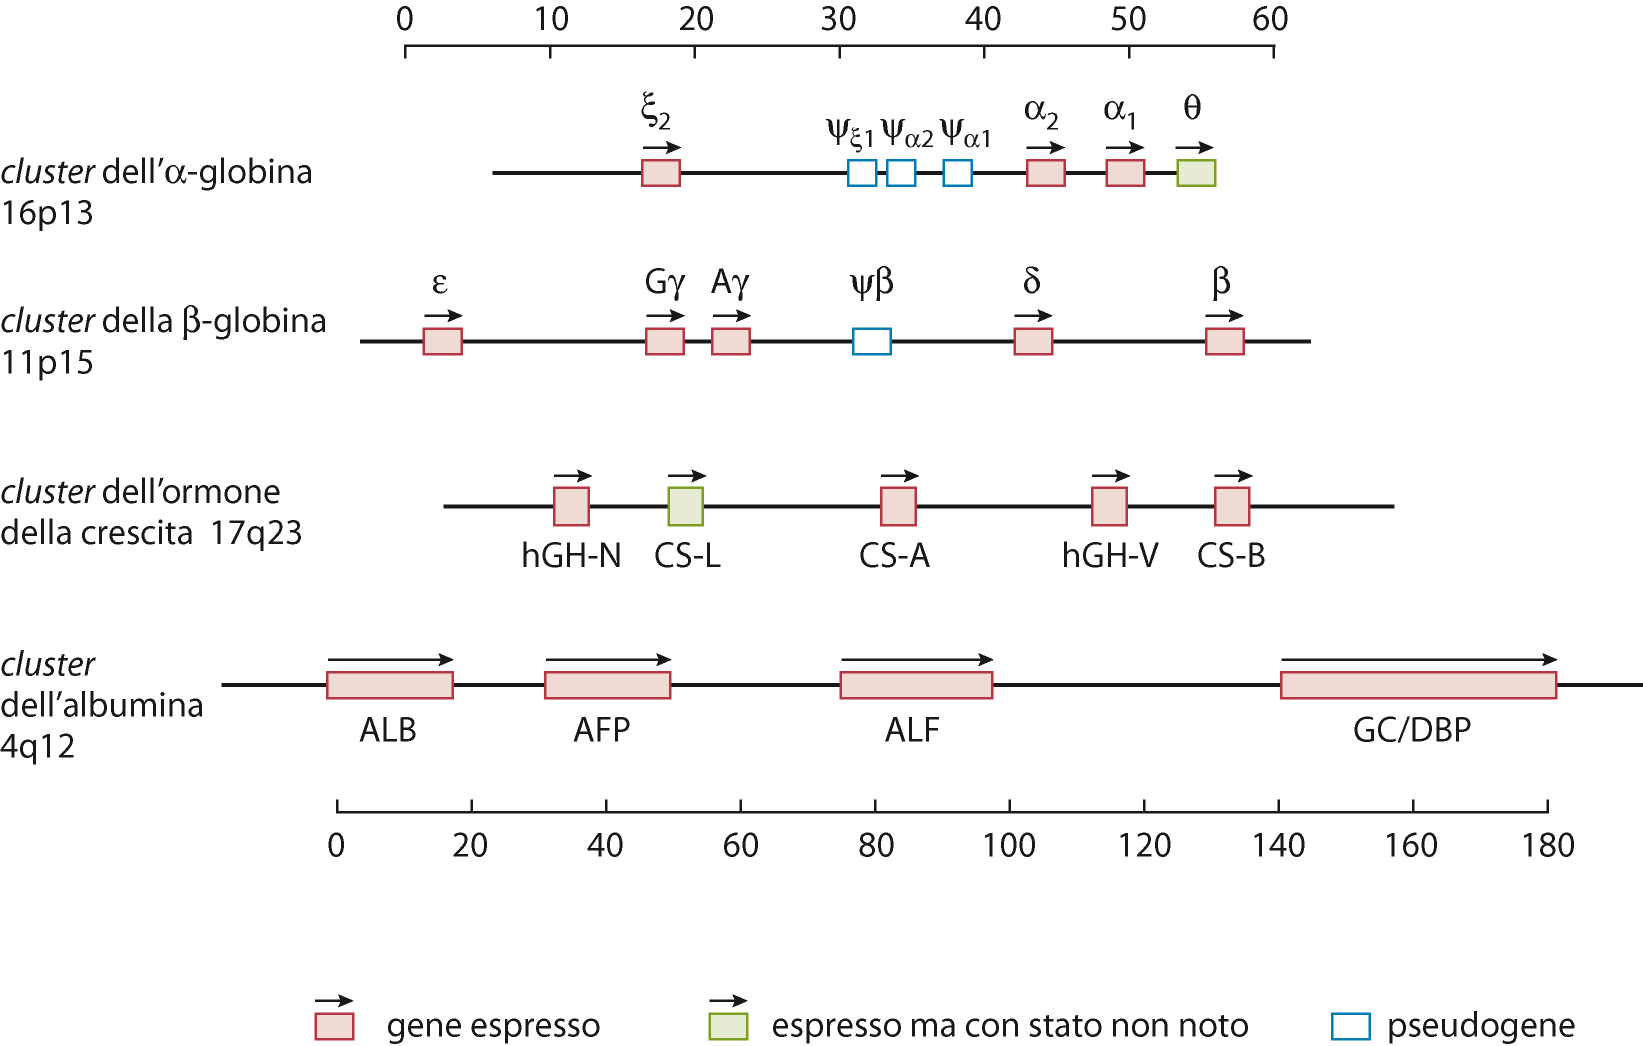 0 10 20 30 40 50 60
ξ2 ψξ1 ψα2 ψα1 α2 α1 θ
cluster dell'α-globina
16p13
ε Gγ Aγ ψβ δ β
cluster della β-globina
11p15
cluster dell'ormone
della crescita 17q23
hGH-N CS-L CS-A hGH-V CS-B
cluster
dell'albumina
4q12
ALB AFP ALF GC/DBP
0 20 40 60 80 100 120 140 160 180
gene espresso espresso ma con stato non noto pseudogene